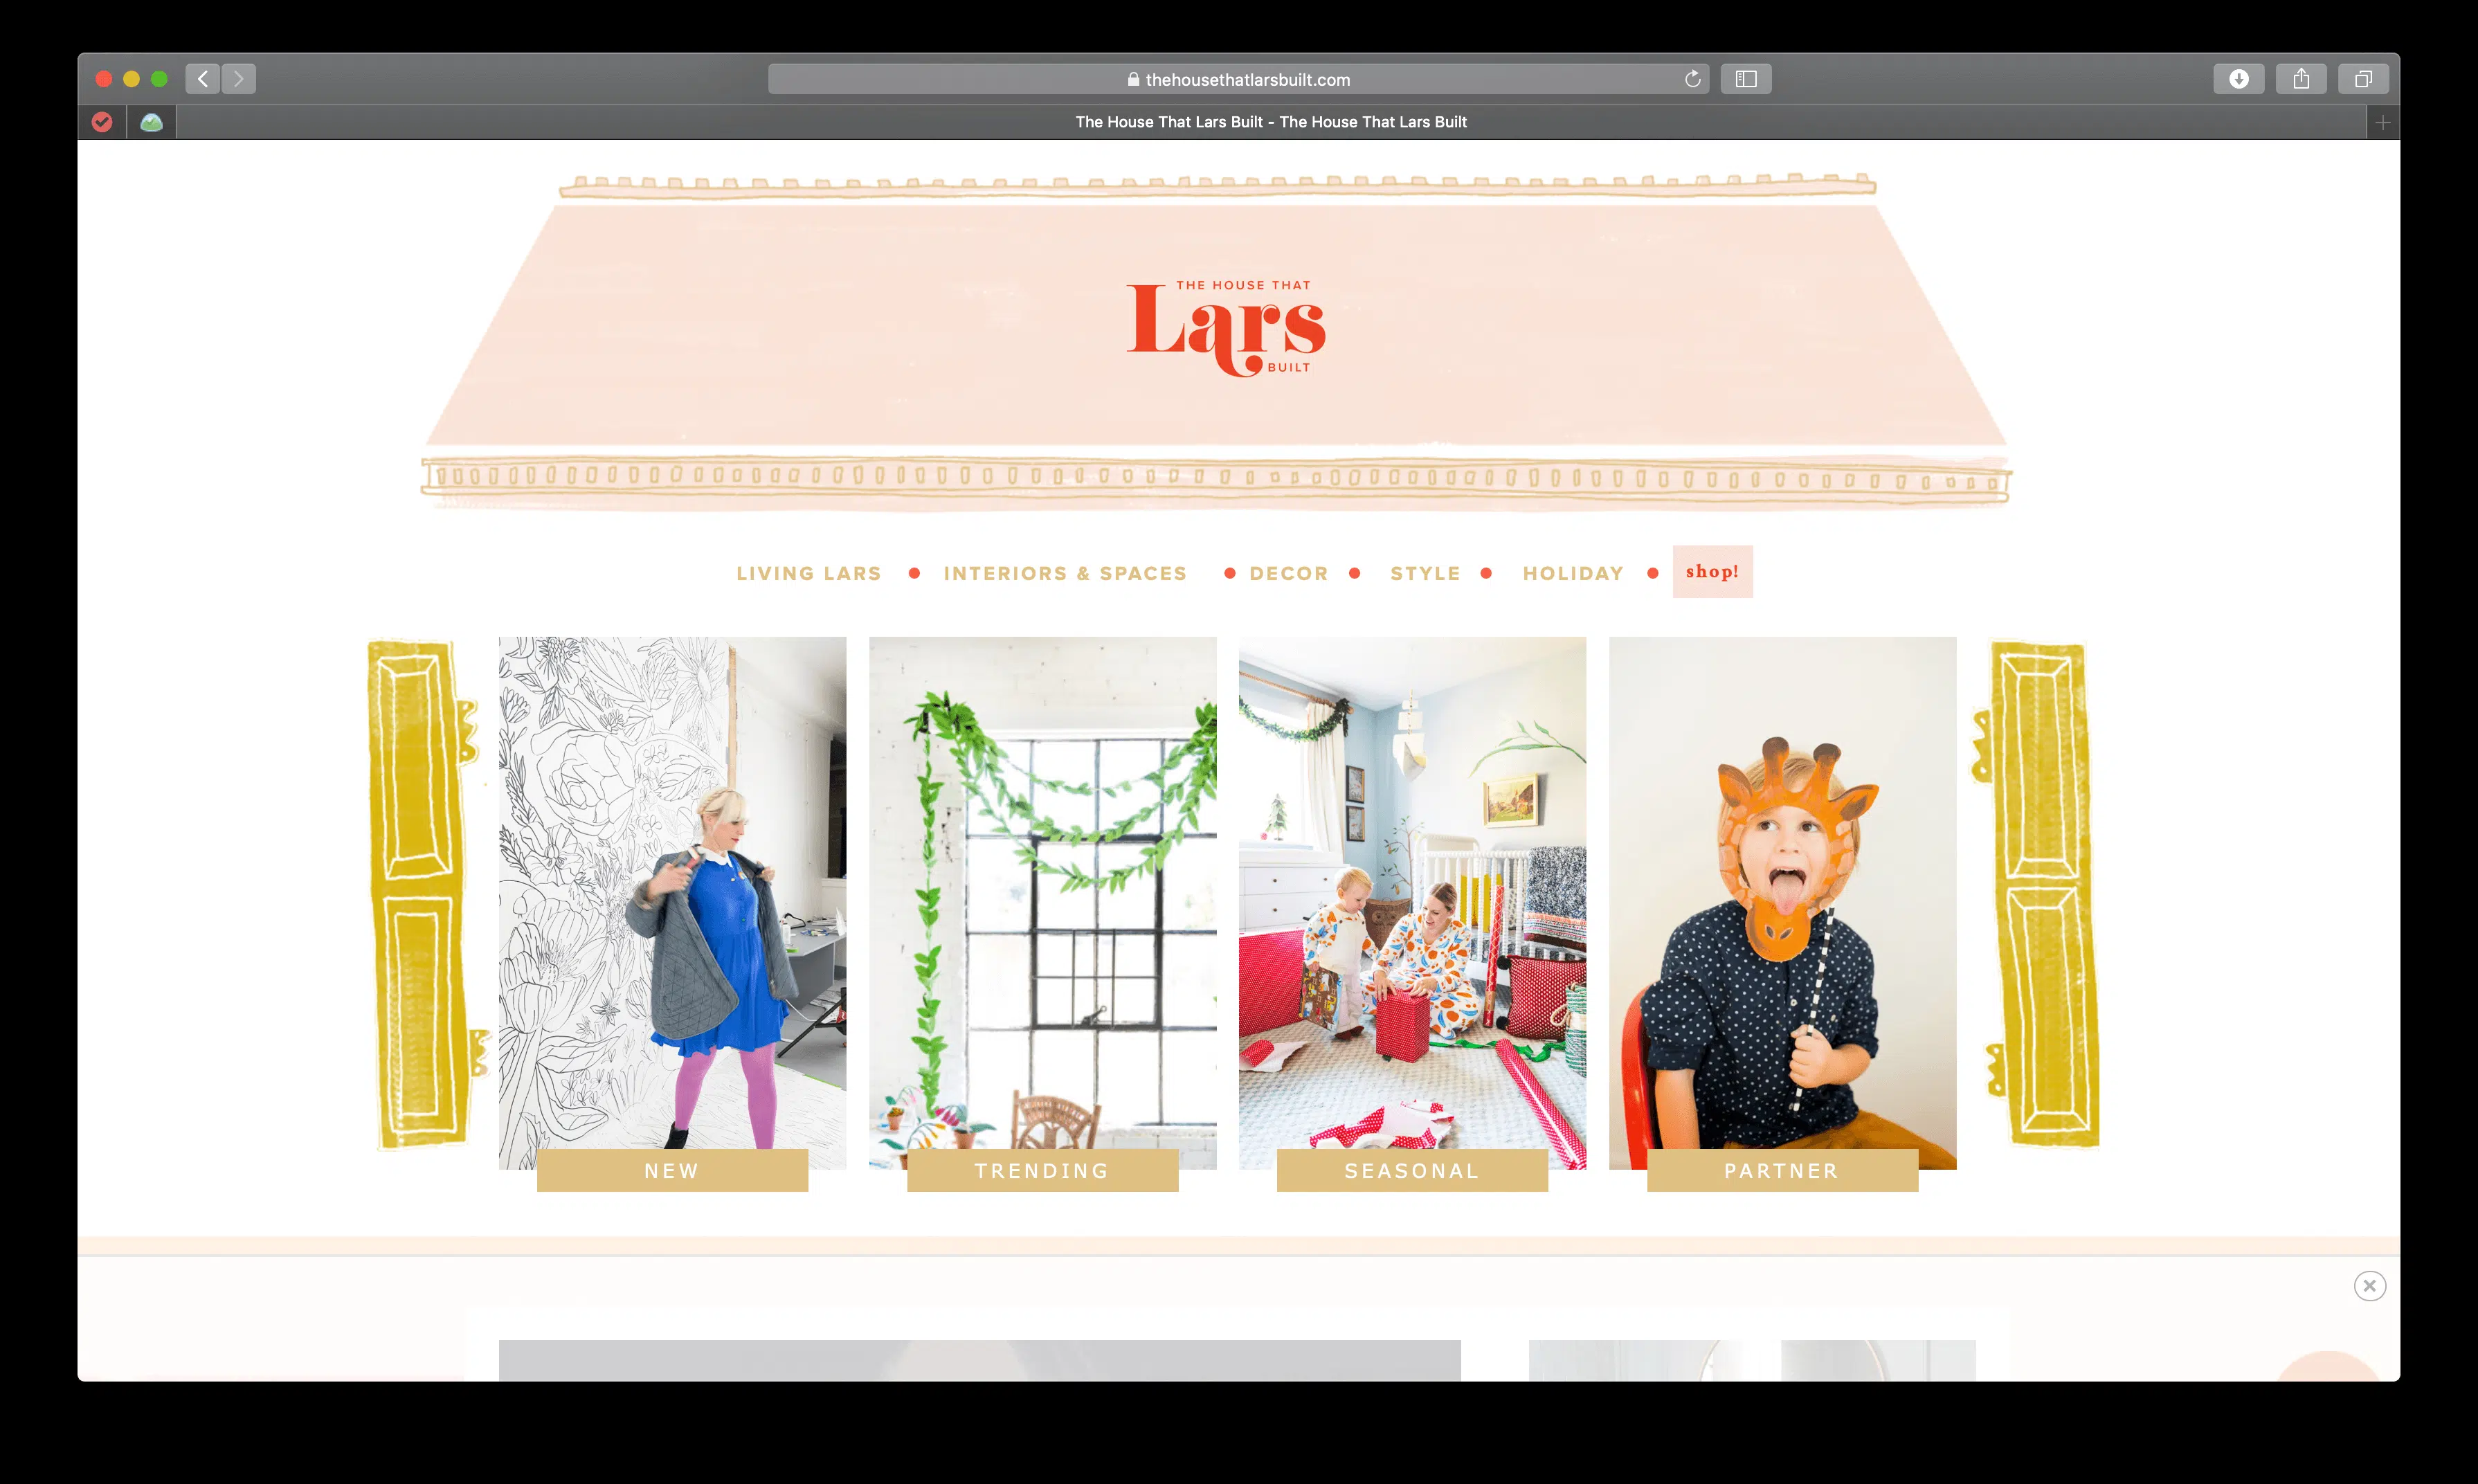 thehousethatlarsbuilt.com
The House That Lars Built - The House That Lars Built
THE HOUSE THAT
Lars
BUILT
LIVING LARS
INTERIORS & SPACES
DECOR
STYLE
HOLIDAY
shop!
NEW
TRENDING
SEASONAL
PARTNER